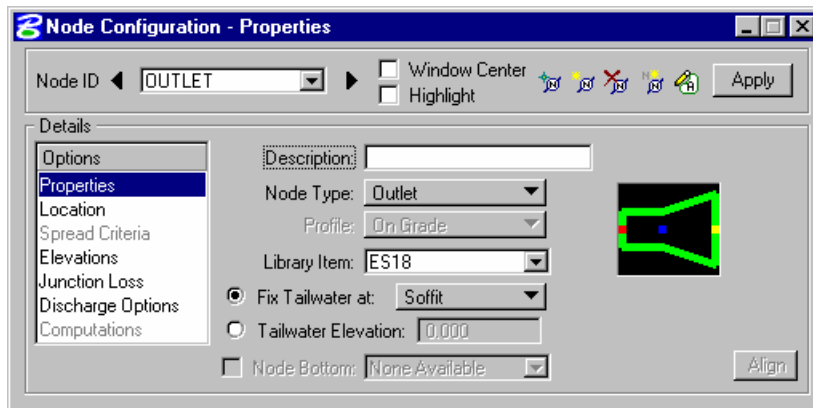 Node Configuration - Properties
Node ID OUTLET Window Center Apply
Highlight
Details
Options
Properties
Location
Spread Criteria
Elevations
Junction Loss
Discharge Options
Computations
Description:
Node Type: Outlet
Profile: On Grade
Library Item: ES18
Fix Tailwater at: Soffit
Tailwater Elevation: 0.000
Node Bottom: None Available
Align